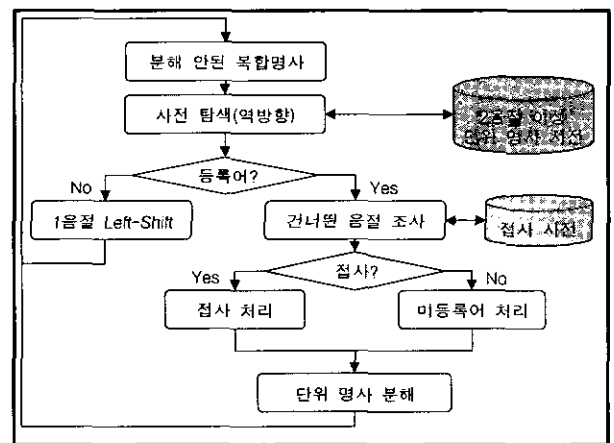 분해 안된 복합명사
사전 탐색(역방향)
2음절 이상
단위 명사 사전
등록어?
No
Yes
1음절 Left-Shift
건너뛴 음절 조사
접사 사전
접사?
Yes
No
접사 처리
미등록어 처리
단위 명사 분해